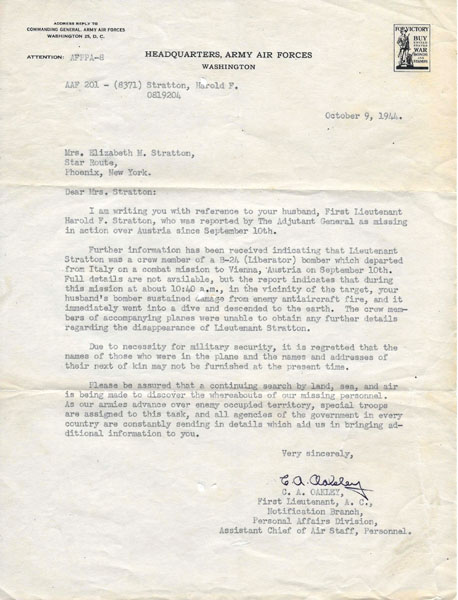 ADDRESS REPLY TO
COMMANDING GENERAL, ARMY AIR FORCES
WASHINGTON 25, D. C.
ATTENTION: AFPPA-8
HEADQUARTERS, ARMY AIR FORCES
WASHINGTON
FOR VICTORY
BUY
UNITED
STATES
WAR
BONDS
AND
STAMPS
AAF 201 - (8371) Stratton, Harold F.
0819204
October 9, 1944.
Mrs. Elizabeth M. Stratton,
Star Route,
Phoenix, New York.
Dear Mrs. Stratton:
I am writing you with reference to your husband, First Lieutenant
Harold F. Stratton, who was reported by The Adjutant General as missing
in action over Austria since September 10th.
Further information has been received indicating that Lieutenant
Stratton was a crew member of a B-24 (Liberator) bomber which departed
from Italy on a combat mission to Vienna, Austria on September 10th.
Full details are not available, but the report indicates that during
this mission at about 10:40 a.m., in the vicinity of the target, your
husband's bomber sustained damage from enemy antiaircraft fire, and it
immediately went into a dive and descended to the earth. The crew mem-
bers of accompanying planes were unable to obtain any further details
regarding the disappearance of Lieutenant Stratton.
Due to necessity for military security, it is regretted that the
names of those who were in the plane and the names and addresses of
their next of kin may not be furnished at the present time.
Please be assured that a continuing search by land, sea, and air
is being made to discover the whereabouts of our missing personnel.
As our armies advance over enemy occupied territory, special troops
are assigned to this task, and all agencies of the government in every
country are constantly sending in details which aid us in bringing ad-
ditional information to you.
Very sincerely,
C. A. Oakley
C. A. OAKLEY,
First Lieutenant, A. C.,
Notification Branch,
Personal Affairs Division,
Assistant Chief of Air Staff, Personnel.